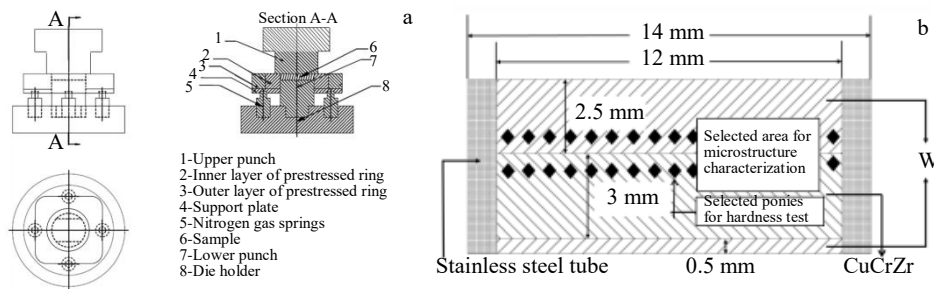 A
A
Section A-A
a
1
2
3
4
5
6
7
8
1-Upper punch
2-Inner layer of prestressed ring
3-Outer layer of prestressed ring
4-Support plate
5-Nitrogen gas springs
6-Sample
7-Lower punch
8-Die holder
b
14 mm
12 mm
2.5 mm
Selected area for
microstructure
characterization
W
3 mm
Selected ponies
for hardness test
Stainless steel tube
0.5 mm
CuCrZr